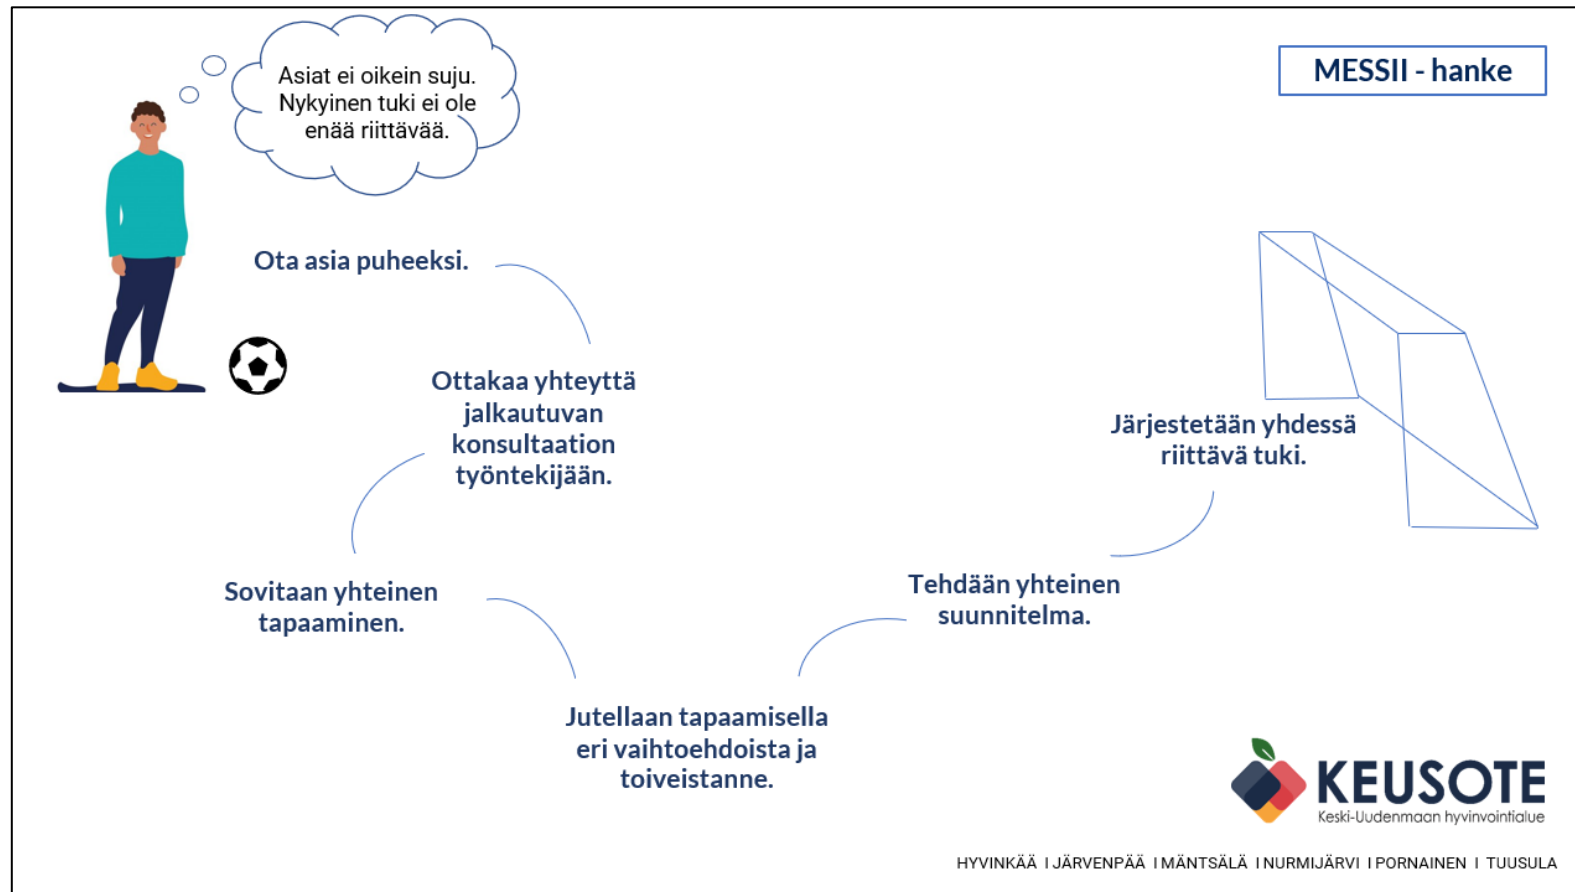 Asiat ei oikein suju.
Nykyinen tuki ei ole
enää riittävää.
MESSII - hanke
Ota asia puheeksi.
Ottakaa yhteyttä
jalkautuvan
konsultaation
työntekijään.
Sovitaan yhteinen
tapaaminen.
Jutellaan tapaamisella
eri vaihtoehdoista ja
toiveistanne.
Tehdään yhteinen
suunnitelma.
Järjestetään yhdessä
riittävä tuki.
KEUSOTE
Keski-Uudenmaan hyvinvointialue
HYVINKÄÄ I JÄRVENPÄÄ I MÄNTSÄLÄ I NURMIJÄRVI I PORNAINEN I TUUSULA